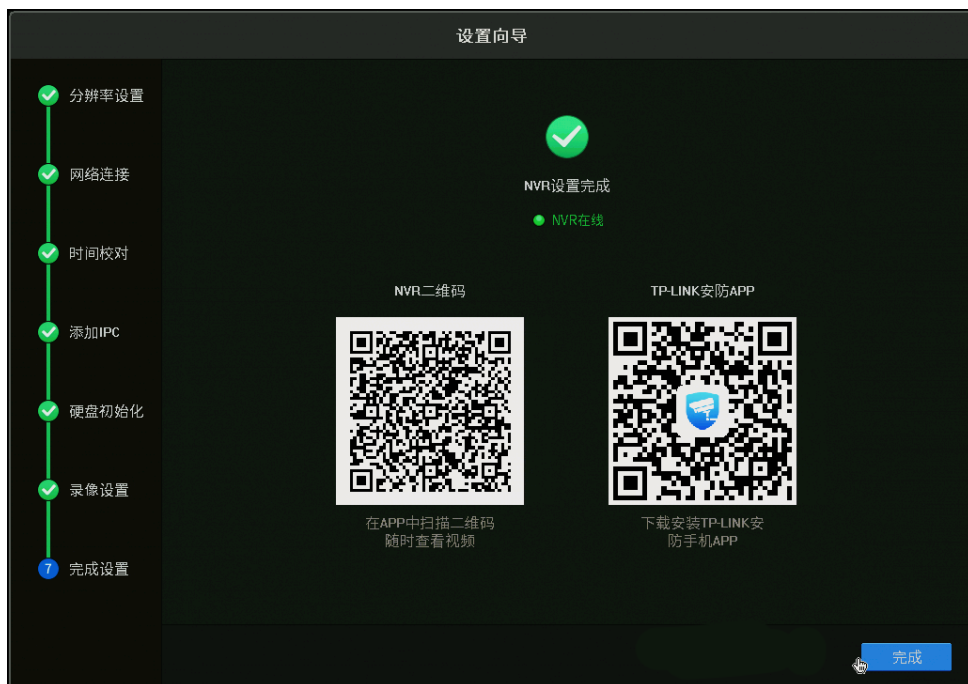 设置向导
分辨率设置
网络连接
时间校对
添加IPC
硬盘初始化
录像设置
7 完成设置
NVR设置完成
NVR在线
NVR二维码
在APP中扫描二维码
随时查看视频
TP-LINK安防APP
下载安装TP-LINK安
防手机APP
完成